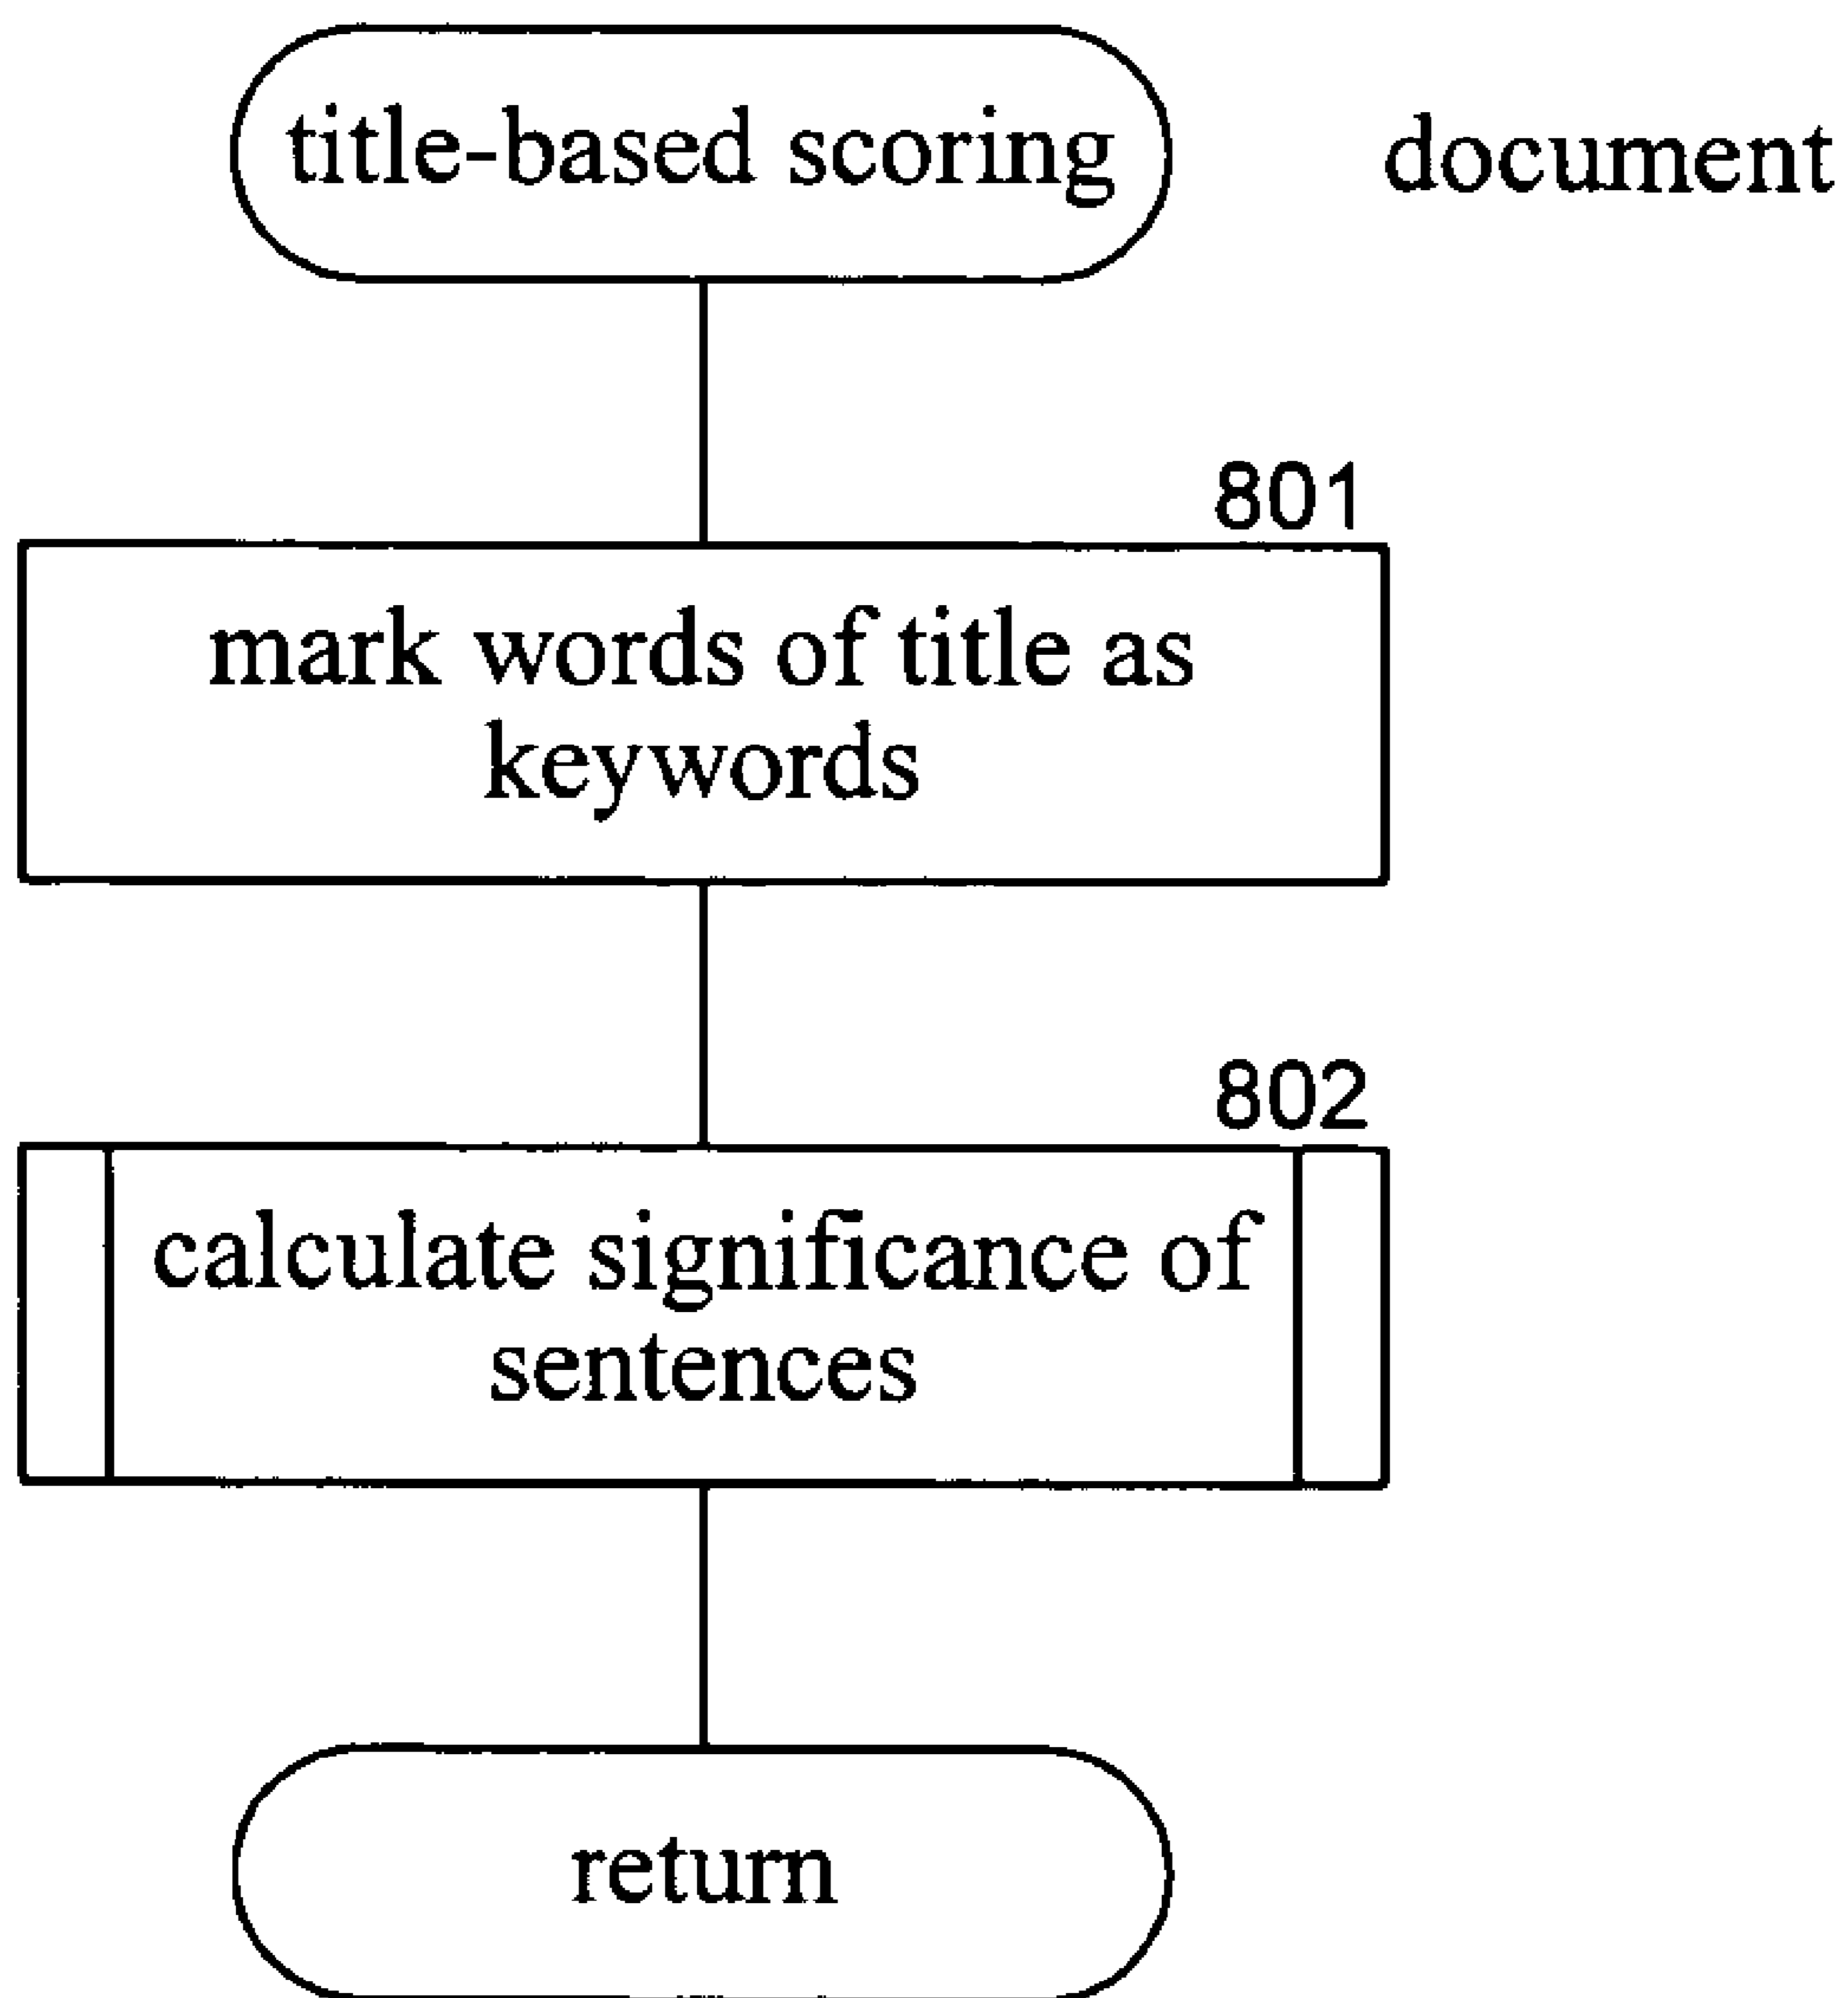 title-based scoring
document
801
mark words of title as
keywords
802
calculate significance of
sentences
return